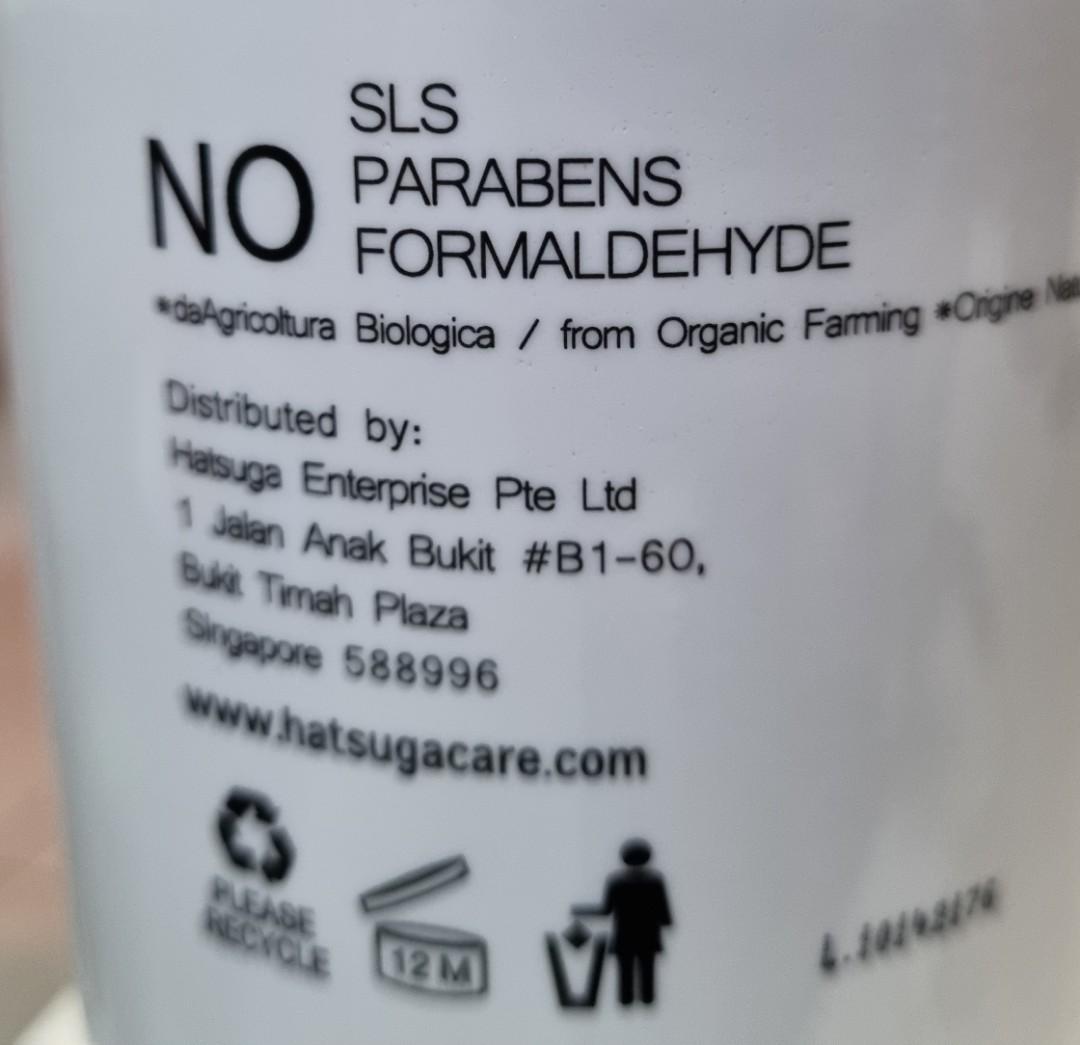 NO
SLS
PARABENS
FORMALDEHYDE
*daAgricoltura Biologica / from Organic Farming *Origine
Distributed by:
Hatsuga Enterprise Pte Ltd
1 Jalan Anak Bukit #B1-60,
Bukit Timah Plaza
Singapore 588996
www.hatsugacare.com
PLEASE
RECYCLE
12 M